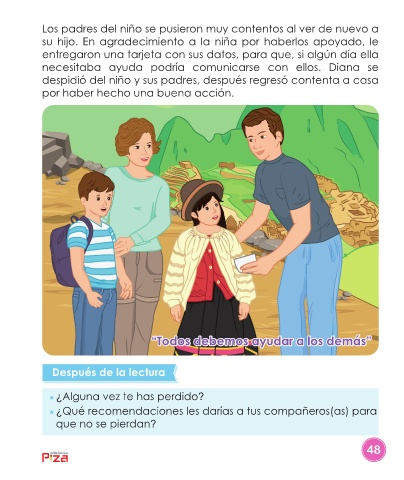 Los padres del niño se pusieron muy contentos al ver de nuevo a
su hijo. En agradecimiento a la niña por haberlos apoyado, le
entregaron una tarjeta con sus datos, para que, si algún día ella
necesitaba ayuda podría comunicarse con ellos. Diana se
despidió del niño y sus padres, después regresó contenta a casa
por haber hecho una buena acción.
"Todos debemos ayudar a los demás"
Después de la lectura
¿Alguna vez te has perdido?
¿Qué recomendaciones les darías a tus compañeros(as) para
que no se pierdan?
48